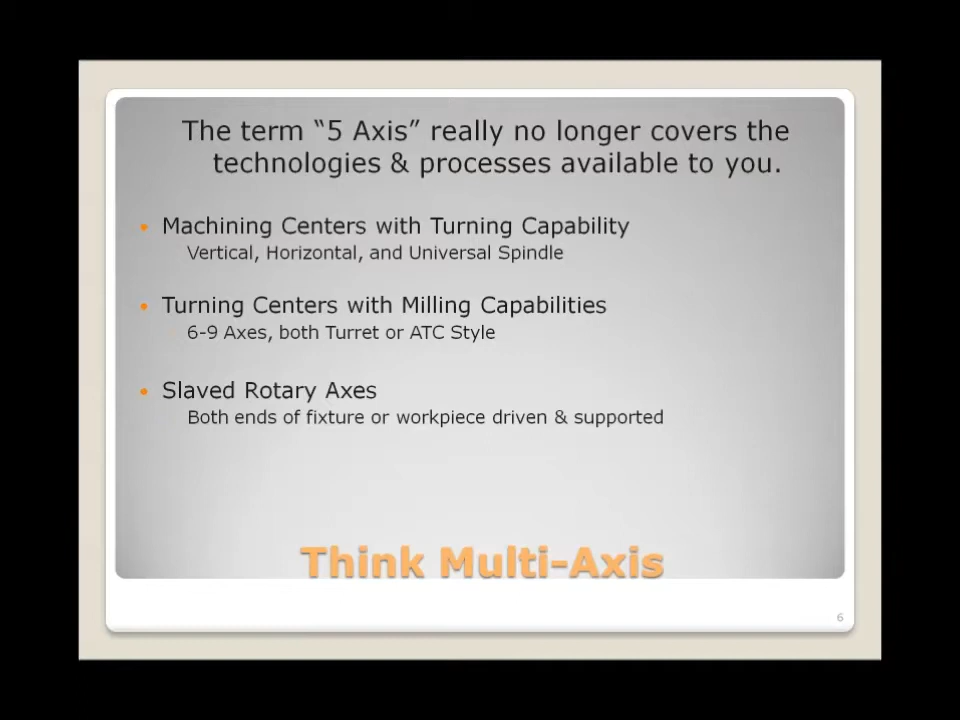 The term “5 Axis” really no longer covers the
technologies & processes available to you.
Machining Centers with Turning Capability
Vertical, Horizontal, and Universal Spindle
Turning Centers with Milling Capabilities
6-9 Axes, both Turret or ATC Style
Slaved Rotary Axes
Both ends of fixture or workpiece driven & supported
Think Multi-Axis
6